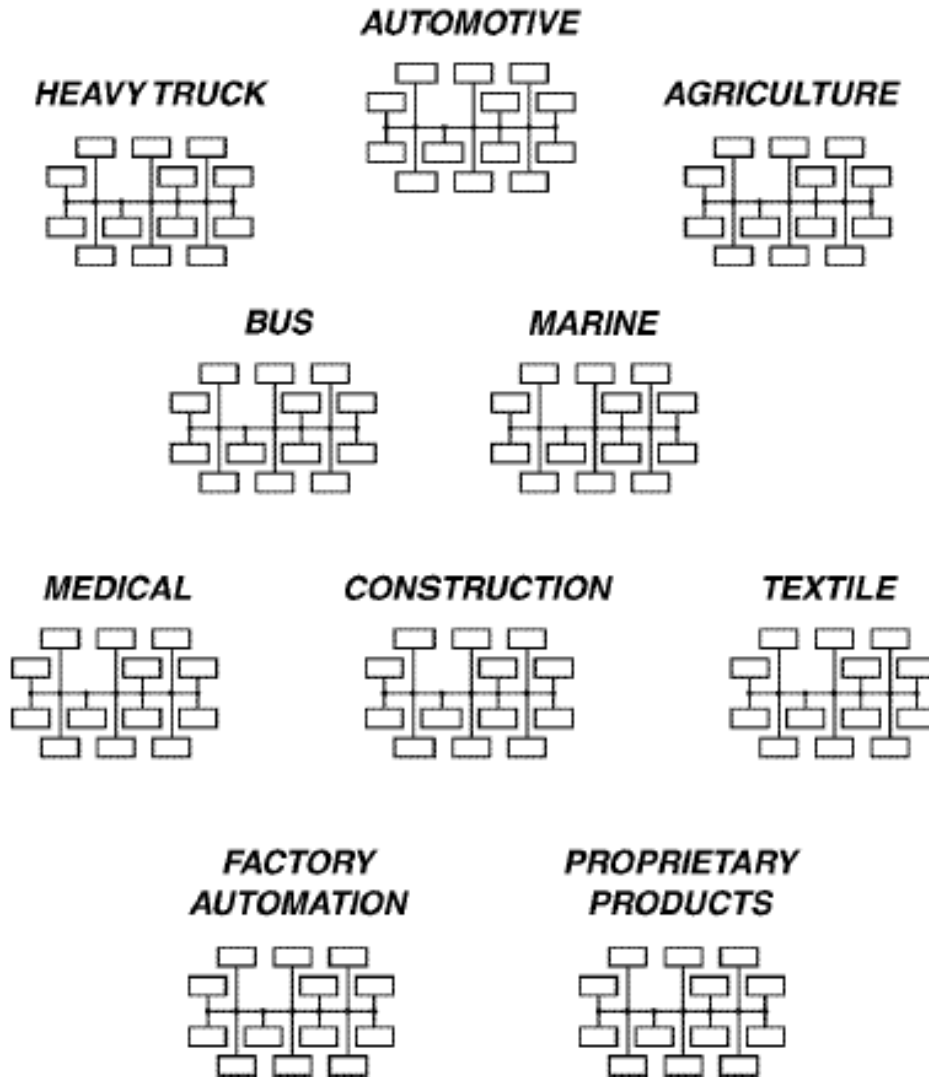 AUTOMOTIVE
HEAVY TRUCK
AGRICULTURE
BUS
MARINE
MEDICAL
CONSTRUCTION
TEXTILE
FACTORY
AUTOMATION
PROPRIETARY
PRODUCTS